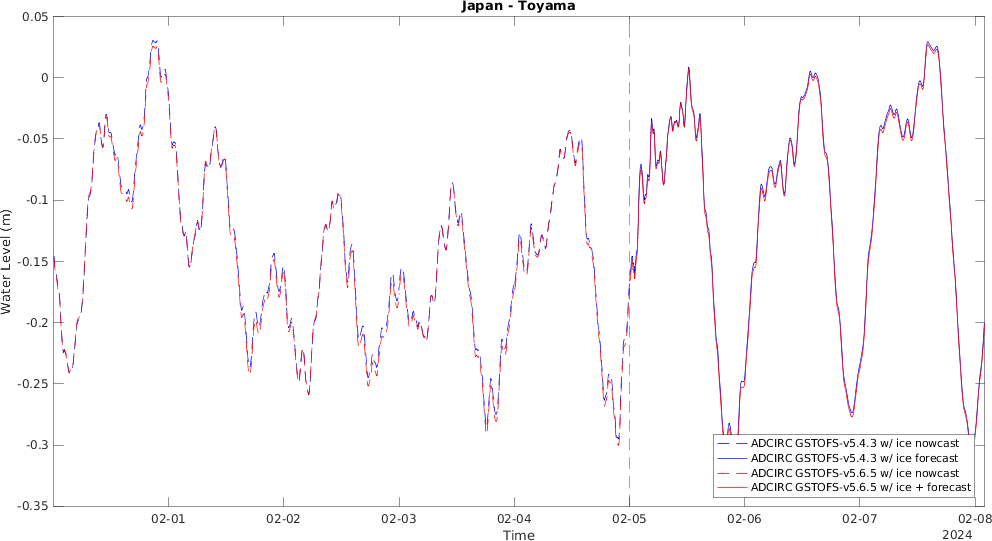 Japan - Toyama
Water Level (m)
0.05
0
-0.05
-0.1
-0.15
-0.2
-0.25
-0.3
-0.35
ADCIRC GSTOFS-v5.4.3 w/ ice nowcast
ADCIRC GSTOFS-v5.4.3 w/ ice forecast
ADCIRC GSTOFS-v5.6.5 w/ ice nowcast
ADCIRC GSTOFS-v5.6.5 w/ ice + forecast
02-01 02-02 02-03 02-04 02-05 02-06 02-07 02-08
Time
2024